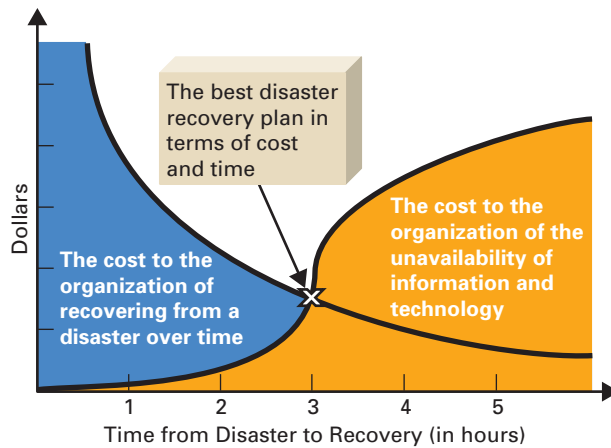 Dollars
The best disaster
recovery plan in
terms of cost
and time
The cost to the
organization of
recovering from a
disaster over time
The cost to the
organization of the
unavailability of
information and
technology
1 2 3 4 5
Time from Disaster to Recovery (in hours)